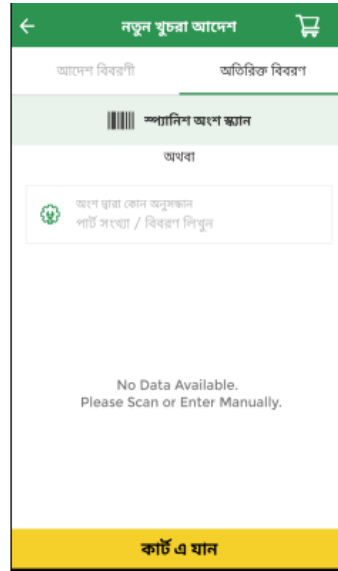 নতুন খুচরা আদেশ
আদেশ বিবরণী
অতিরিক্ত বিবরণ
স্প্যানিশ অংশ স্ক্যান
অথবা
অংশ দ্বারা কোন অনুসন্ধান
পার্ট সংখ্যা / বিবরণ লিখুন
No Data Available.
Please Scan or Enter Manually.
কার্ট এ যান